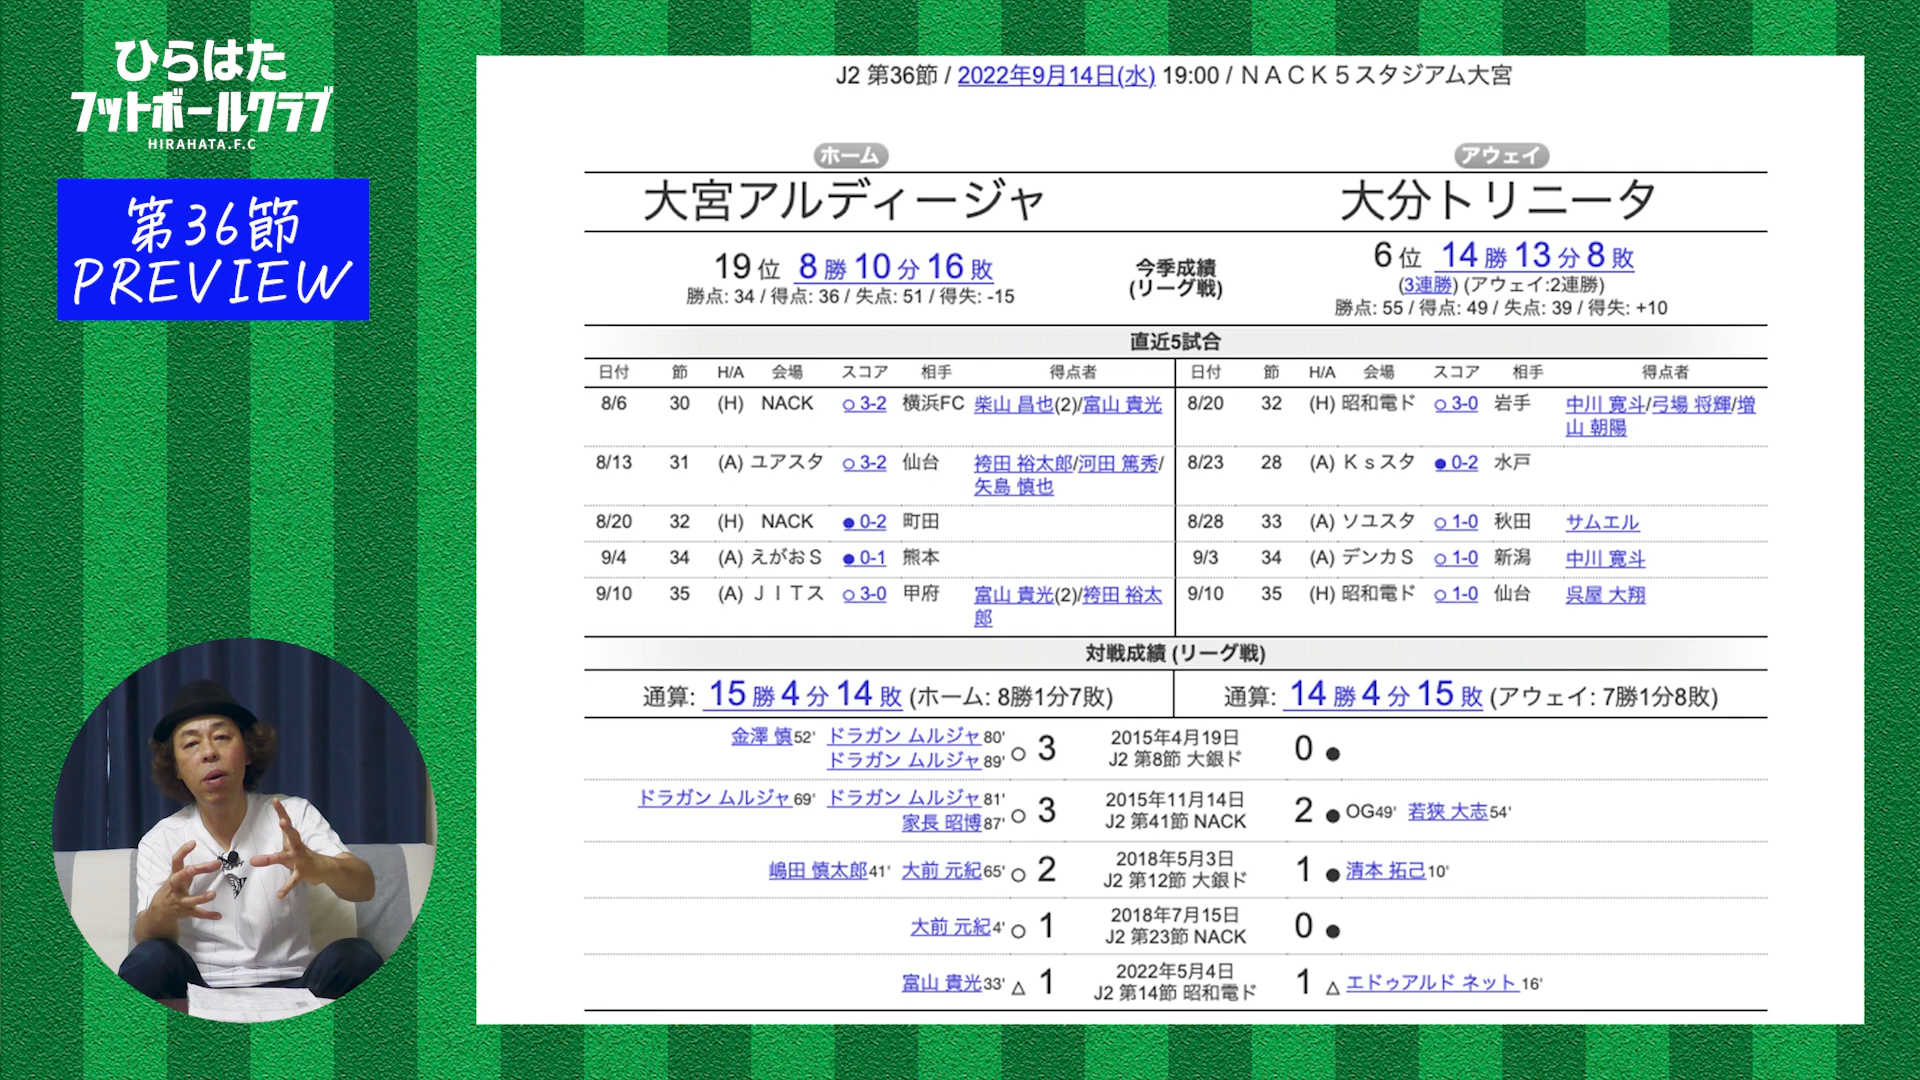 ひらはた
フットボールクラブ
HIRAHATA.F.C
第36節
PREVIEW
J2 第36節 / 2022年9月14日(水) 19:00 / ＮＡＣＫ５スタジアム大宮
ホーム アウェイ
大宮アルディージャ 大分トリニータ
19位 8勝10分16敗
勝点: 34 / 得点: 36 / 失点: 51 / 得失: -15
今季成績
(リーグ戦)
6位 14勝13分8敗
(3連勝) (アウェイ:2連勝)
勝点: 55 / 得点: 49 / 失点: 39 / 得失: +10
直近5試合
日付 節 H/A 会場 スコア 相手 得点者 日付 節 H/A 会場 スコア 相手 得点者
8/6 30 (H) NACK ○3-2 横浜FC 柴山 昌也(2)/富山 貴光
8/20 32 (H) 昭和電ド ○3-0 岩手 中川 寛斗/弓場 将輝/増
山 朝陽
8/13 31 (A) ユアスタ ○3-2 仙台 袴田 裕太郎/河田 篤秀/
矢島 慎也
8/23 28 (A) Ｋｓスタ ●0-2 水戸
8/20 32 (H) NACK ●0-2 町田
8/28 33 (A) ソユスタ ○1-0 秋田 サムエル
9/4 34 (A) えがおＳ ●0-1 熊本
9/3 34 (A) デンカＳ ○1-0 新潟 中川 寛斗
9/10 35 (A) ＪＩＴス ○3-0 甲府 富山 貴光(2)/袴田 裕太
郎
9/10 35 (H) 昭和電ド ○1-0 仙台 呉屋 大翔
対戦成績 (リーグ戦)
通算: 15勝4分14敗 (ホーム: 8勝1分7敗) 通算: 14勝4分15敗 (アウェイ: 7勝1分8敗)
金澤 慎52' ドラガン ムルジャ80'
ドラガン ムルジャ89' ○ 3
2015年4月19日
J2 第8節 大銀ド
0 ●
ドラガン ムルジャ69' ドラガン ムルジャ81'
家長 昭博87' ○ 3
2015年11月14日
J2 第41節 NACK
2 ● OG49' 若狭 大志54'
嶋田 慎太郎41' 大前 元紀65' ○ 2
2018年5月3日
J2 第12節 大銀ド
1 ● 清本 拓己10'
大前 元紀4' ○ 1
2018年7月15日
J2 第23節 NACK
0 ●
富山 貴光33' △ 1
2022年5月4日
J2 第14節 昭和電ド
1 △ エドゥアルド ネット16'